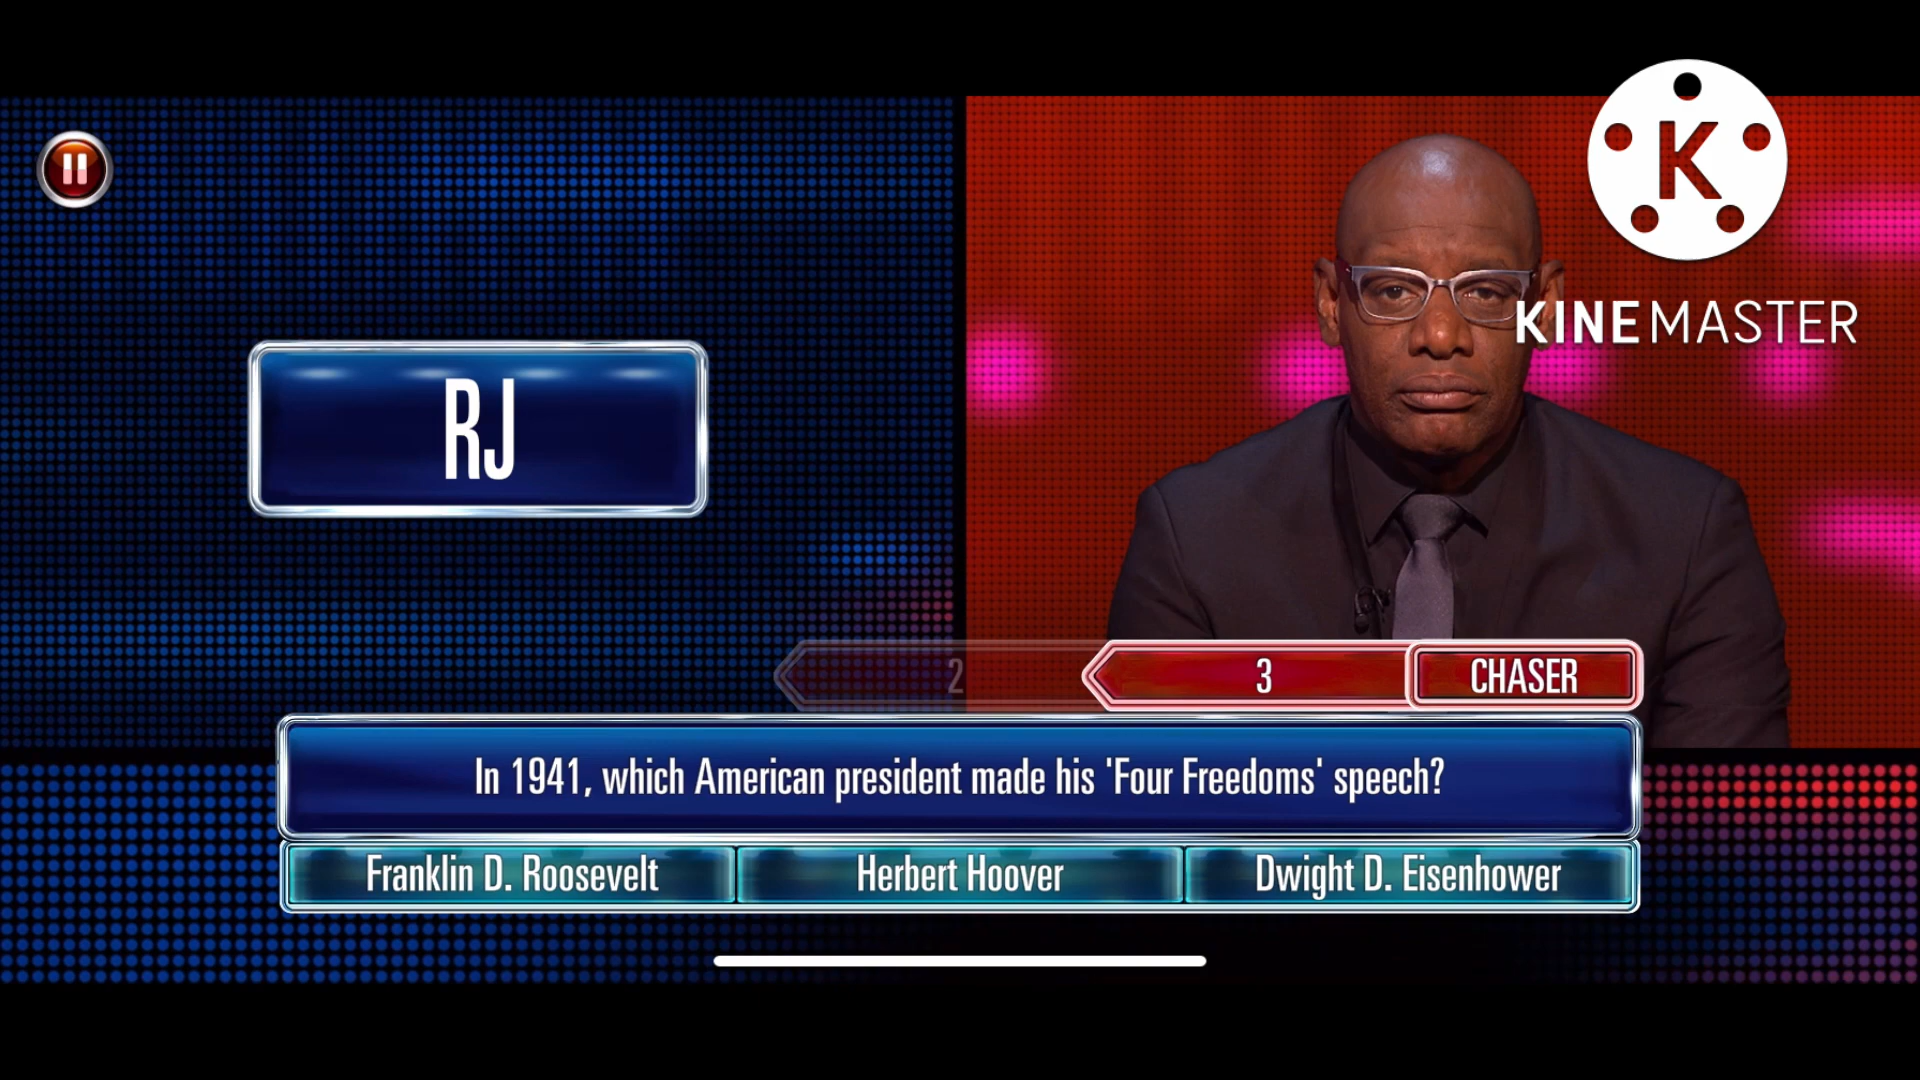 K
KINEMASTER
RJ
2
3
CHASER
In 1941, which American president made his 'Four Freedoms' speech?
Franklin D. Roosevelt
Herbert Hoover
Dwight D. Eisenhower